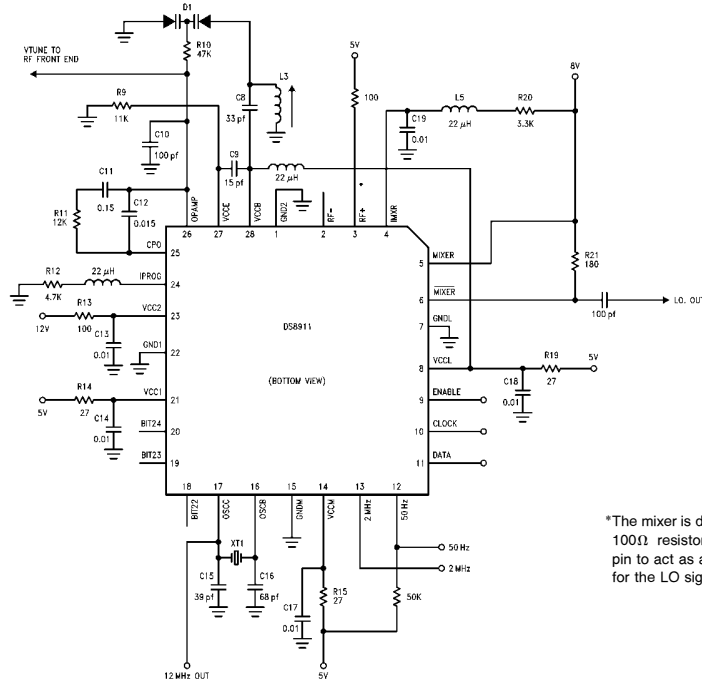 D1
R10
47K
VTUNE TO
RF FRONT END
5V
8V
R9
11K
C8
33 pf
L3
100
C19
0.01
L5
22 μH
R20
3.3K
C10
100 pf
C9
15 pf
22 μH
*
C11
0.15
C12
0.015
R11
12K
OPAMP
VCCE
VCCB
GND2
RF-
RF+
IMXR
26
27
28
1
2
3
4
CPO
25
MIXER
5
R21
180
R12
4.7K
22 μH
IPROG
24
MIXER
6
100 pf
LO. OUT
12V
R13
100
VCC2
23
C13
0.01
DS8911
GNDL
7
GND1
22
(BOTTOM VIEW)
VCCL
8
R19
27
5V
C18
0.01
5V
R14
27
VCC1
21
C14
0.01
ENABLE
9
BIT24
20
CLOCK
10
BIT23
19
DATA
11
18
17
16
15
14
13
12
BIT22
OSCC
OSCB
GNDM
VCCM
2 MHz
50 Hz
XT1
C15
39 pf
C16
68 pf
50 Hz
2 MHz
C17
0.01
R15
27
50K
12 MHz OUT
5V
*The mixer is d
100Ω resistor
pin to act as a
for the LO sig